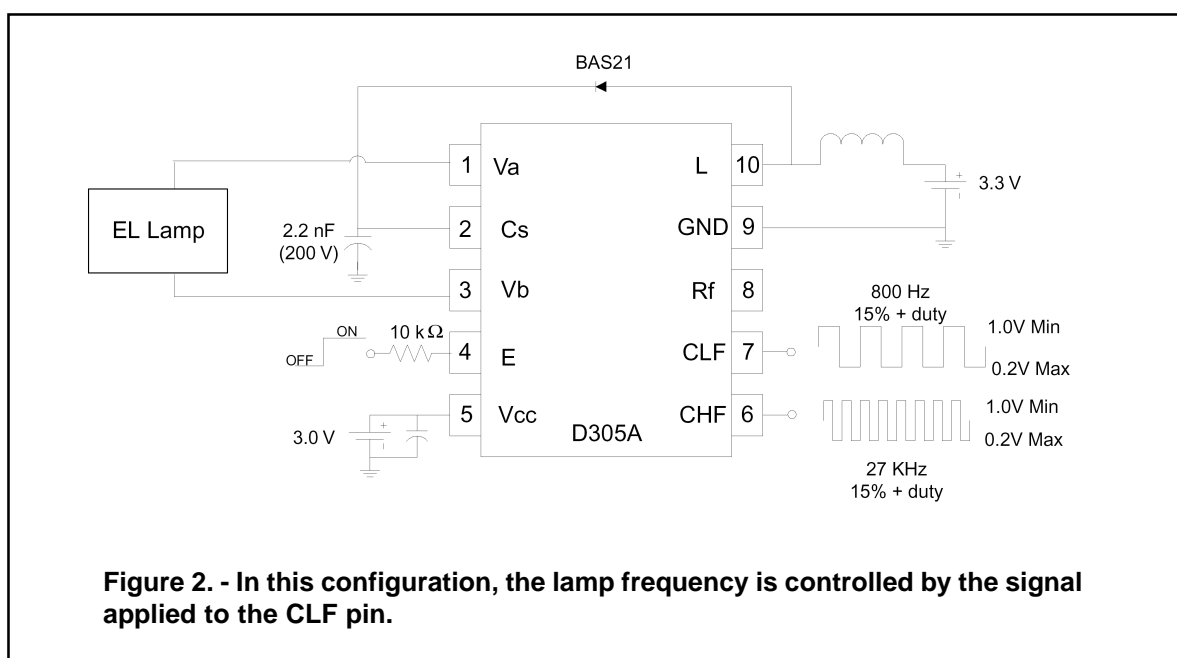 BAS21
1 Va
L 10
3.3 V
EL Lamp
2.2 nF
(200 V)
2 Cs
GND 9
3 Vb
Rf 8
800 Hz
15% + duty
1.0V Min
0.2V Max
OFF
ON
10 kΩ
4 E
CLF 7
5 Vcc
CHF 6
1.0V Min
0.2V Max
3.0 V
D305A
27 KHz
15% + duty
Figure 2. - In this configuration, the lamp frequency is controlled by the signal
applied to the CLF pin.